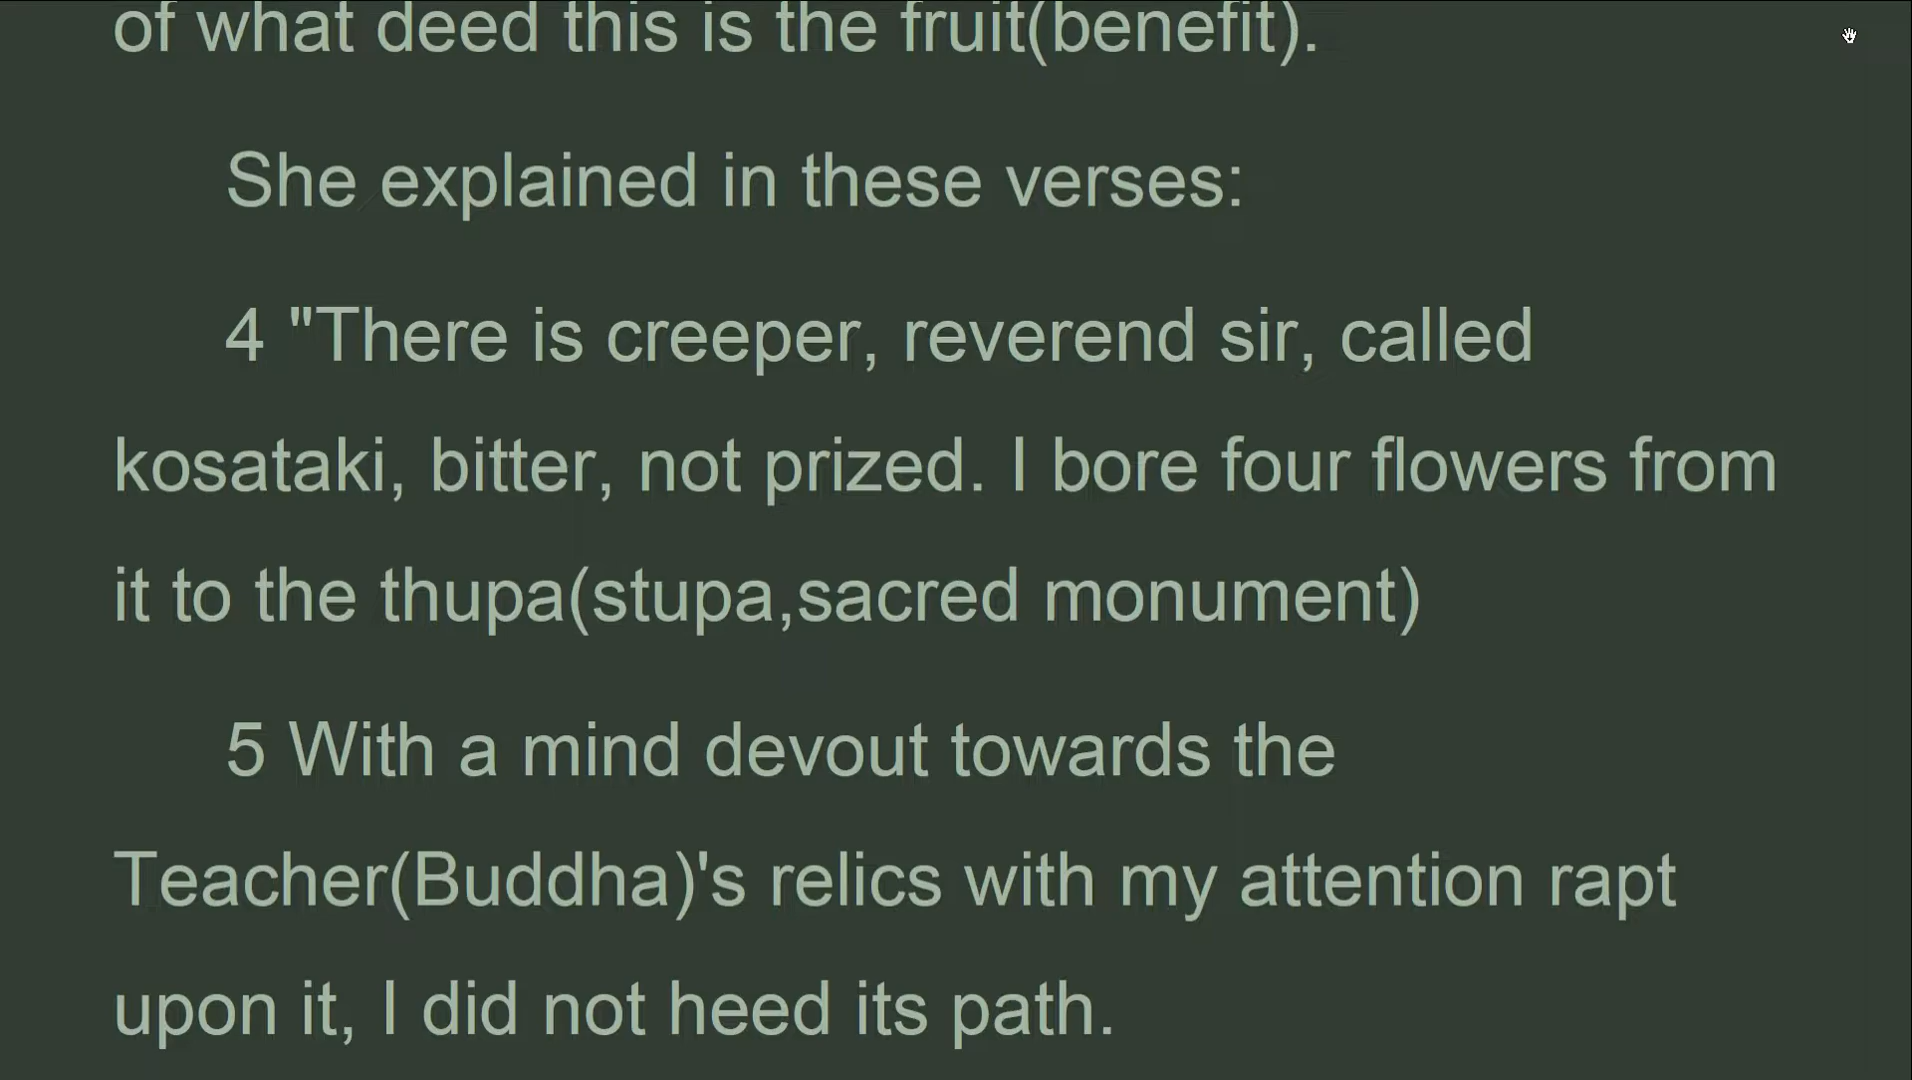 of what deed this is the fruit(benefit).
She explained in these verses:
4 "There is creeper, reverend sir, called
kosataki, bitter, not prized. I bore four flowers from
it to the thupa(stupa,sacred monument)
5 With a mind devout towards the
Teacher(Buddha)'s relics with my attention rapt
upon it, I did not heed its path.